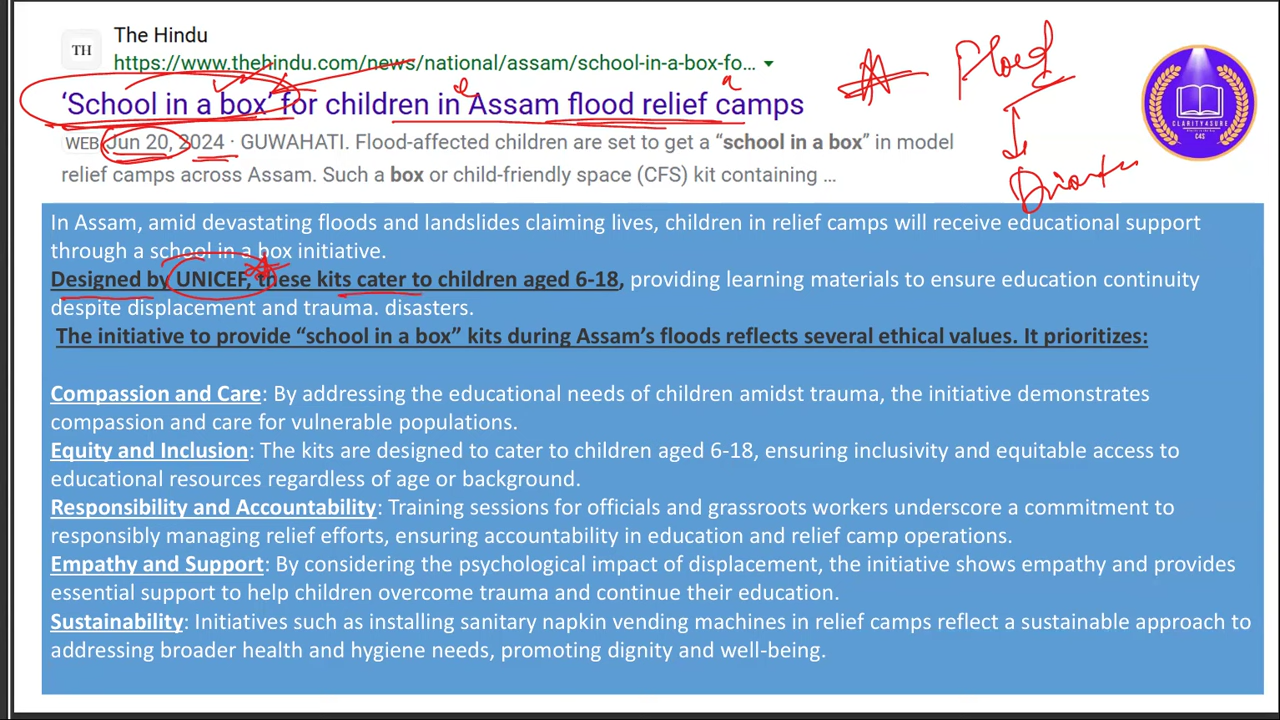 The Hindu
TH
https://www.thehindu.com/news/national/assam/school-in-a-box-fo...
‘School in a box’ for children in Assam flood relief camps
WEB Jun 20, 2024 · GUWAHATI. Flood-affected children are set to get a “school in a box” in model
relief camps across Assam. Such a box or child-friendly space (CFS) kit containing ...
Flood
CLARITYASURE
C4S
In Assam, amid devastating floods and landslides claiming lives, children in relief camps will receive educational support
through a school in a box initiative.
Designed by UNICEF, these kits cater to children aged 6-18, providing learning materials to ensure education continuity
despite displacement and trauma. disasters.
The initiative to provide “school in a box” kits during Assam’s floods reflects several ethical values. It prioritizes:
Compassion and Care: By addressing the educational needs of children amidst trauma, the initiative demonstrates
compassion and care for vulnerable populations.
Equity and Inclusion: The kits are designed to cater to children aged 6-18, ensuring inclusivity and equitable access to
educational resources regardless of age or background.
Responsibility and Accountability: Training sessions for officials and grassroots workers underscore a commitment to
responsibly managing relief efforts, ensuring accountability in education and relief camp operations.
Empathy and Support: By considering the psychological impact of displacement, the initiative shows empathy and provides
essential support to help children overcome trauma and continue their education.
Sustainability: Initiatives such as installing sanitary napkin vending machines in relief camps reflect a sustainable approach to
addressing broader health and hygiene needs, promoting dignity and well-being.